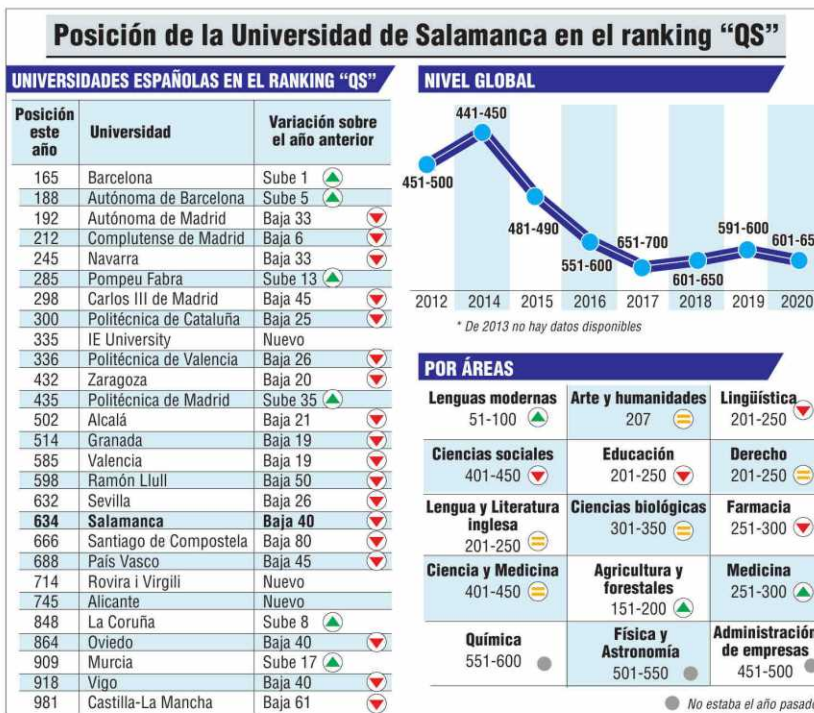 Posición de la Universidad de Salamanca en el ranking “QS”
UNIVERSIDADES ESPAÑOLAS EN EL RANKING “QS”
Posición este año Universidad Variación sobre el año anterior
165 Barcelona Sube 1
188 Autónoma de Barcelona Sube 5
192 Autónoma de Madrid Baja 33
212 Complutense de Madrid Baja 6
245 Navarra Baja 33
285 Pompeu Fabra Sube 13
298 Carlos III de Madrid Baja 45
300 Politécnica de Cataluña Baja 25
335 IE University Nuevo
336 Politécnica de Valencia Baja 26
432 Zaragoza Baja 20
435 Politécnica de Madrid Sube 35
502 Alcalá Baja 21
514 Granada Baja 19
585 Valencia Baja 19
598 Ramón Llull Baja 50
632 Sevilla Baja 26
634 Salamanca Baja 40
666 Santiago de Compostela Baja 80
688 País Vasco Baja 45
714 Rovira i Virgili Nuevo
745 Alicante Nuevo
848 La Coruña Sube 8
864 Oviedo Baja 40
909 Murcia Sube 17
918 Vigo Baja 40
981 Castilla-La Mancha Baja 61
NIVEL GLOBAL
451-500
441-450
481-490
551-600
651-700
601-650
591-600
601-65
2012 2014 2015 2016 2017 2018 2019 2020
* De 2013 no hay datos disponibles
POR ÁREAS
Lenguas modernas
51-100
Arte y humanidades
207
Lingüística
201-250
Ciencias sociales
401-450
Educación
201-250
Derecho
201-250
Lengua y Literatura
inglesa
201-250
Ciencias biológicas
301-350
Farmacia
251-300
Ciencia y Medicina
401-450
Agricultura y
forestales
151-200
Medicina
251-300
Química
551-600
Física y
Astronomía
501-550
Administración
de empresas
451-500
No estaba el año pasado